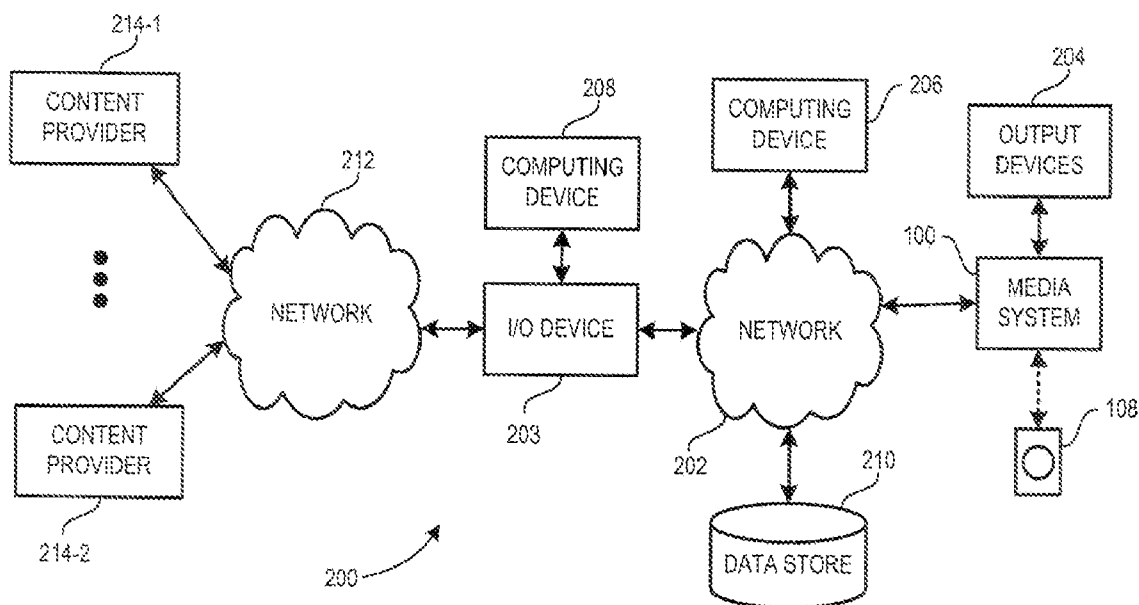 214-1
CONTENT
PROVIDER
212
NETWORK
208
COMPUTING
DEVICE
I/O DEVICE
203
206
COMPUTING
DEVICE
204
OUTPUT
DEVICES
100
MEDIA
SYSTEM
NETWORK
202
108
CONTENT
PROVIDER
214-2
200
210
DATA STORE